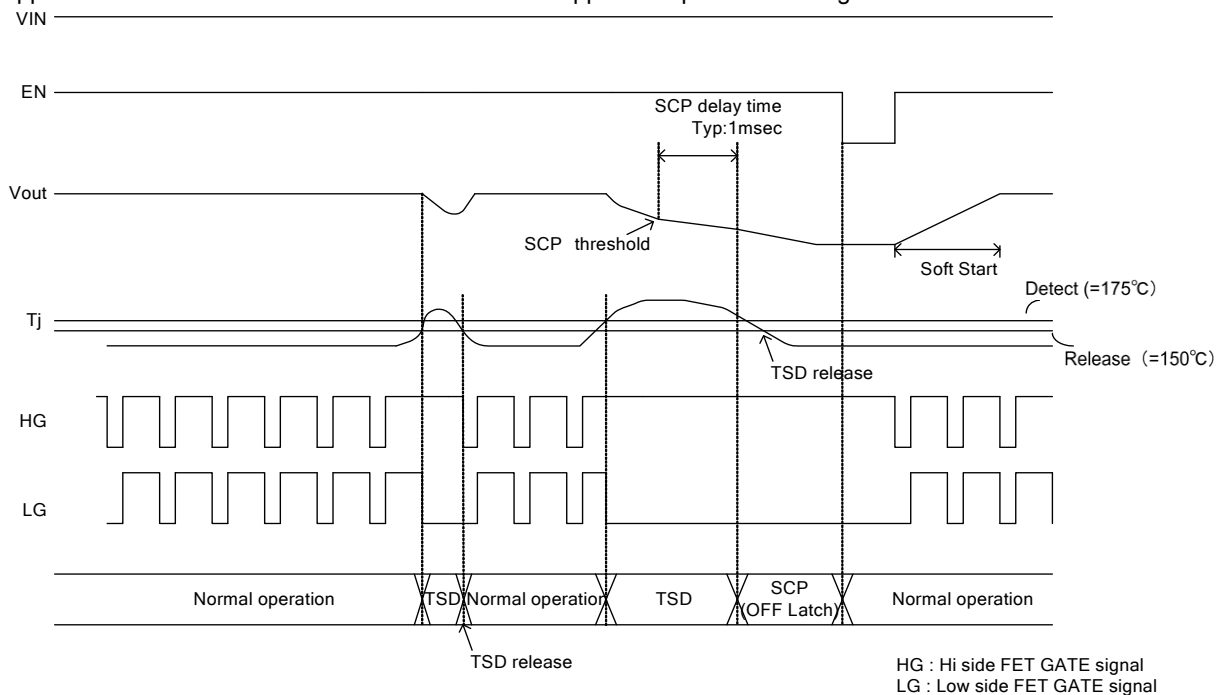 VIN
EN
SCP delay time
Typ:1msec
Vout
SCP threshold
Soft Start
Detect (=175℃)
Tj
Release (=150℃)
TSD release
HG
LG
Normal operation
TSD
Normal operation
TSD
SCP
(OFF Latch)
Normal operation
TSD release
HG : Hi side FET GATE signal
LG : Low side FET GATE signal